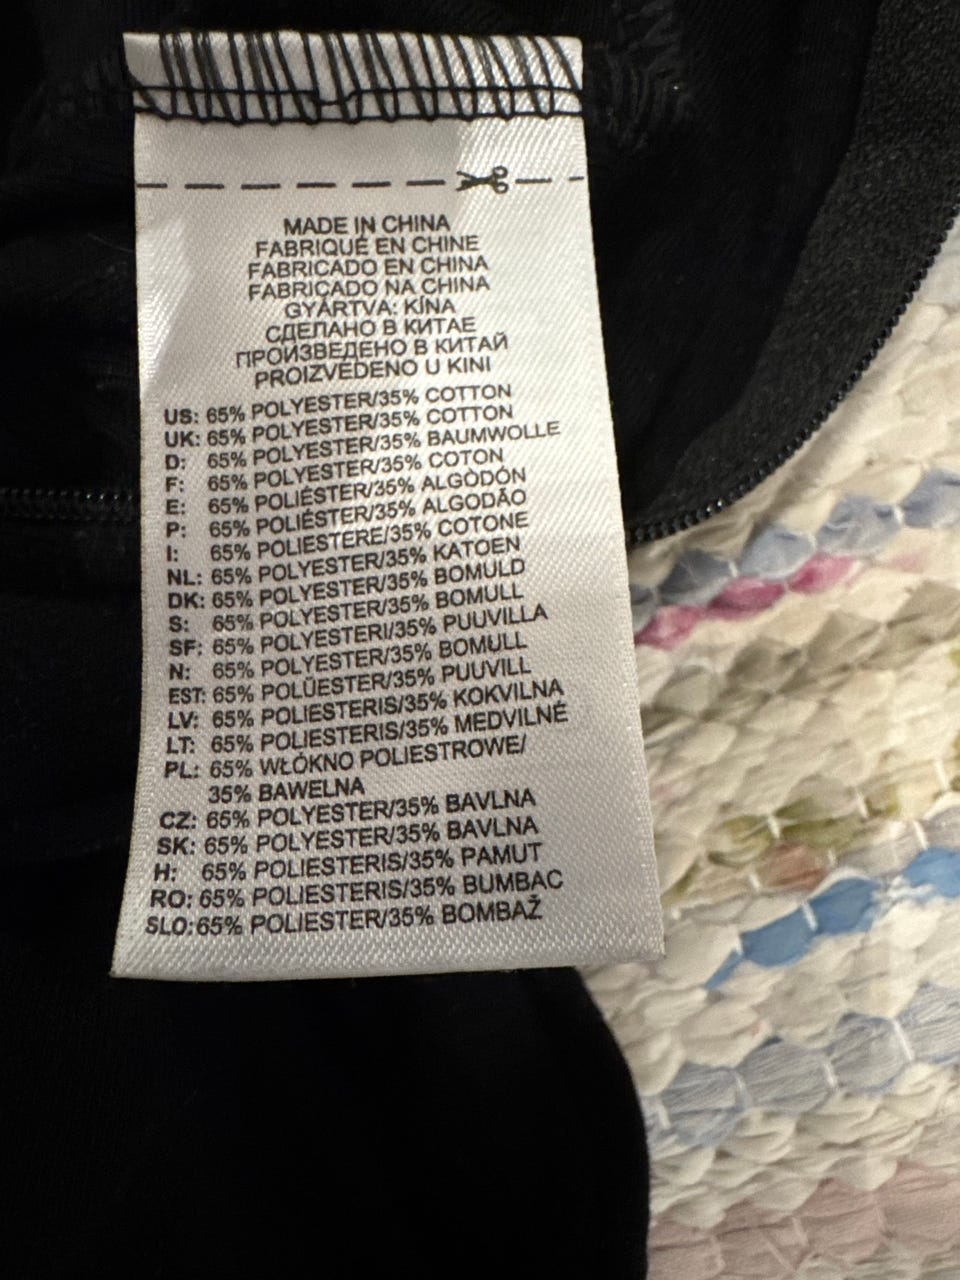 MADE IN CHINA
FABRIQUÉ EN CHINE
FABRICADO EN CHINA
FABRICADO NA CHINA
GYÁRTVA: KÍNA
СДЕЛАНО В КИТАЕ
ПРОИЗВЕДЕНО В КИТАЙ
PROIZVEDENO U KINI
US: 65% POLYESTER/35% COTTON
UK: 65% POLYESTER/35% COTTON
D: 65% POLYESTER/35% BAUMWOLLE
F: 65% POLYESTER/35% COTON
E: 65% POLIÉSTER/35% ALGÒDÓN
P: 65% POLIÉSTER/35% ALGODÃO
I: 65% POLIESTERE/35% COTONE
NL: 65% POLYESTER/35% KATOEN
DK: 65% POLYESTER/35% BOMULD
S: 65% POLYESTER/35% BOMULL
SF: 65% POLYESTERI/35% PUUVILLA
N: 65% POLYESTER/35% BOMULL
EST: 65% POLÜESTER/35% PUUVILL
LV: 65% POLIESTERIS/35% KOKVILNA
LT: 65% POLIESTERIS/35% MEDVILNÉ
PL: 65% WŁÓKNO POLIESTROWE/
35% BAWELNA
CZ: 65% POLYESTER/35% BAVLNA
SK: 65% POLYESTER/35% BAVLNA
H: 65% POLIESTERIS/35% PAMUT
RO: 65% POLIESTERIS/35% BUMBAC
SLO: 65% POLIESTER/35% BOMBAŽ